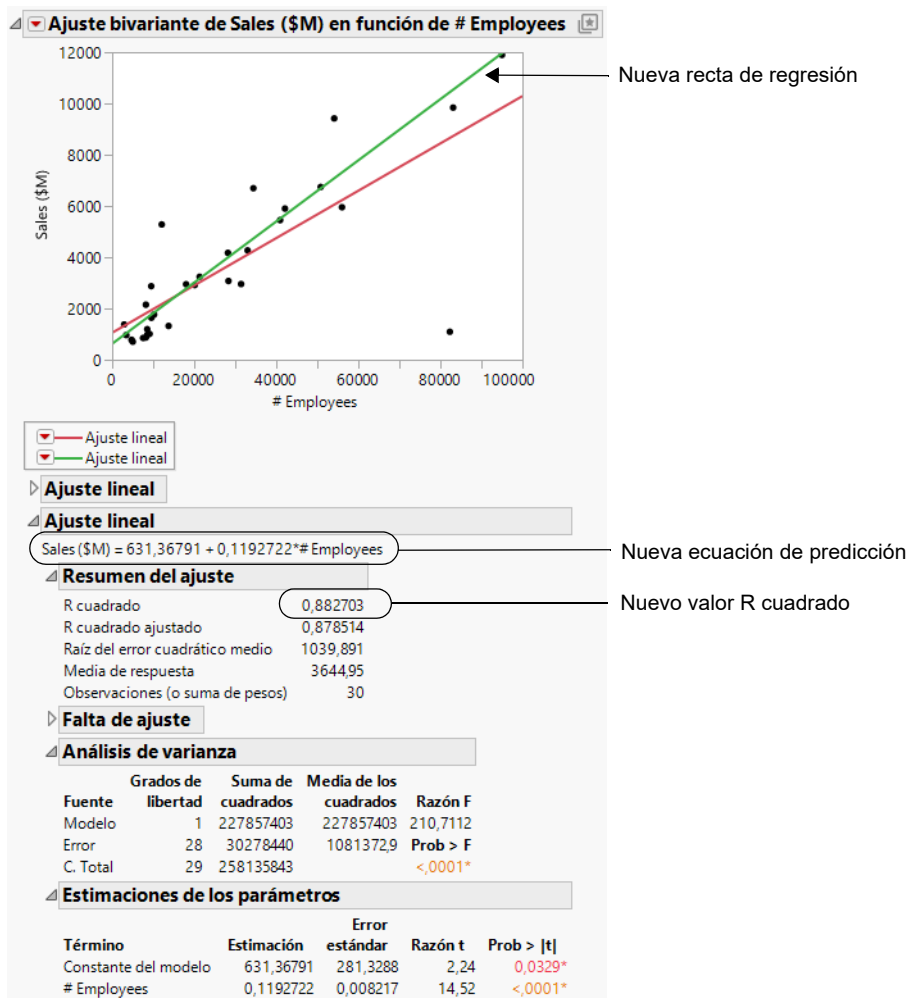 Ajuste bivariante de Sales ($M) en función de # Employees
12000
10000
8000
6000
4000
2000
0
Sales ($M)
0 20000 40000 60000 80000 100000
# Employees
Nueva recta de regresión
Ajuste lineal
Ajuste lineal
Ajuste lineal
Ajuste lineal
Sales ($M) = 631,36791 + 0,1192722*# Employees
Nueva ecuación de predicción
Resumen del ajuste
R cuadrado 0,882703
Nuevo valor R cuadrado
R cuadrado ajustado 0,878514
Raíz del error cuadrático medio 1039,891
Media de respuesta 3644,95
Observaciones (o suma de pesos) 30
Falta de ajuste
Análisis de varianza
Grados de Suma de Media de los
Fuente libertad cuadrados cuadrados Razón F
Modelo 1 227857403 227857403 210,7112
Error 28 30278440 1081372,9 Prob > F
C. Total 29 258135843 <,0001*
Estimaciones de los parámetros
Error
Término Estimación estándar Razón t Prob > |t|
Constante del modelo 631,36791 281,3288 2,24 0,0329*
# Employees 0,1192722 0,008217 14,52 <,0001*